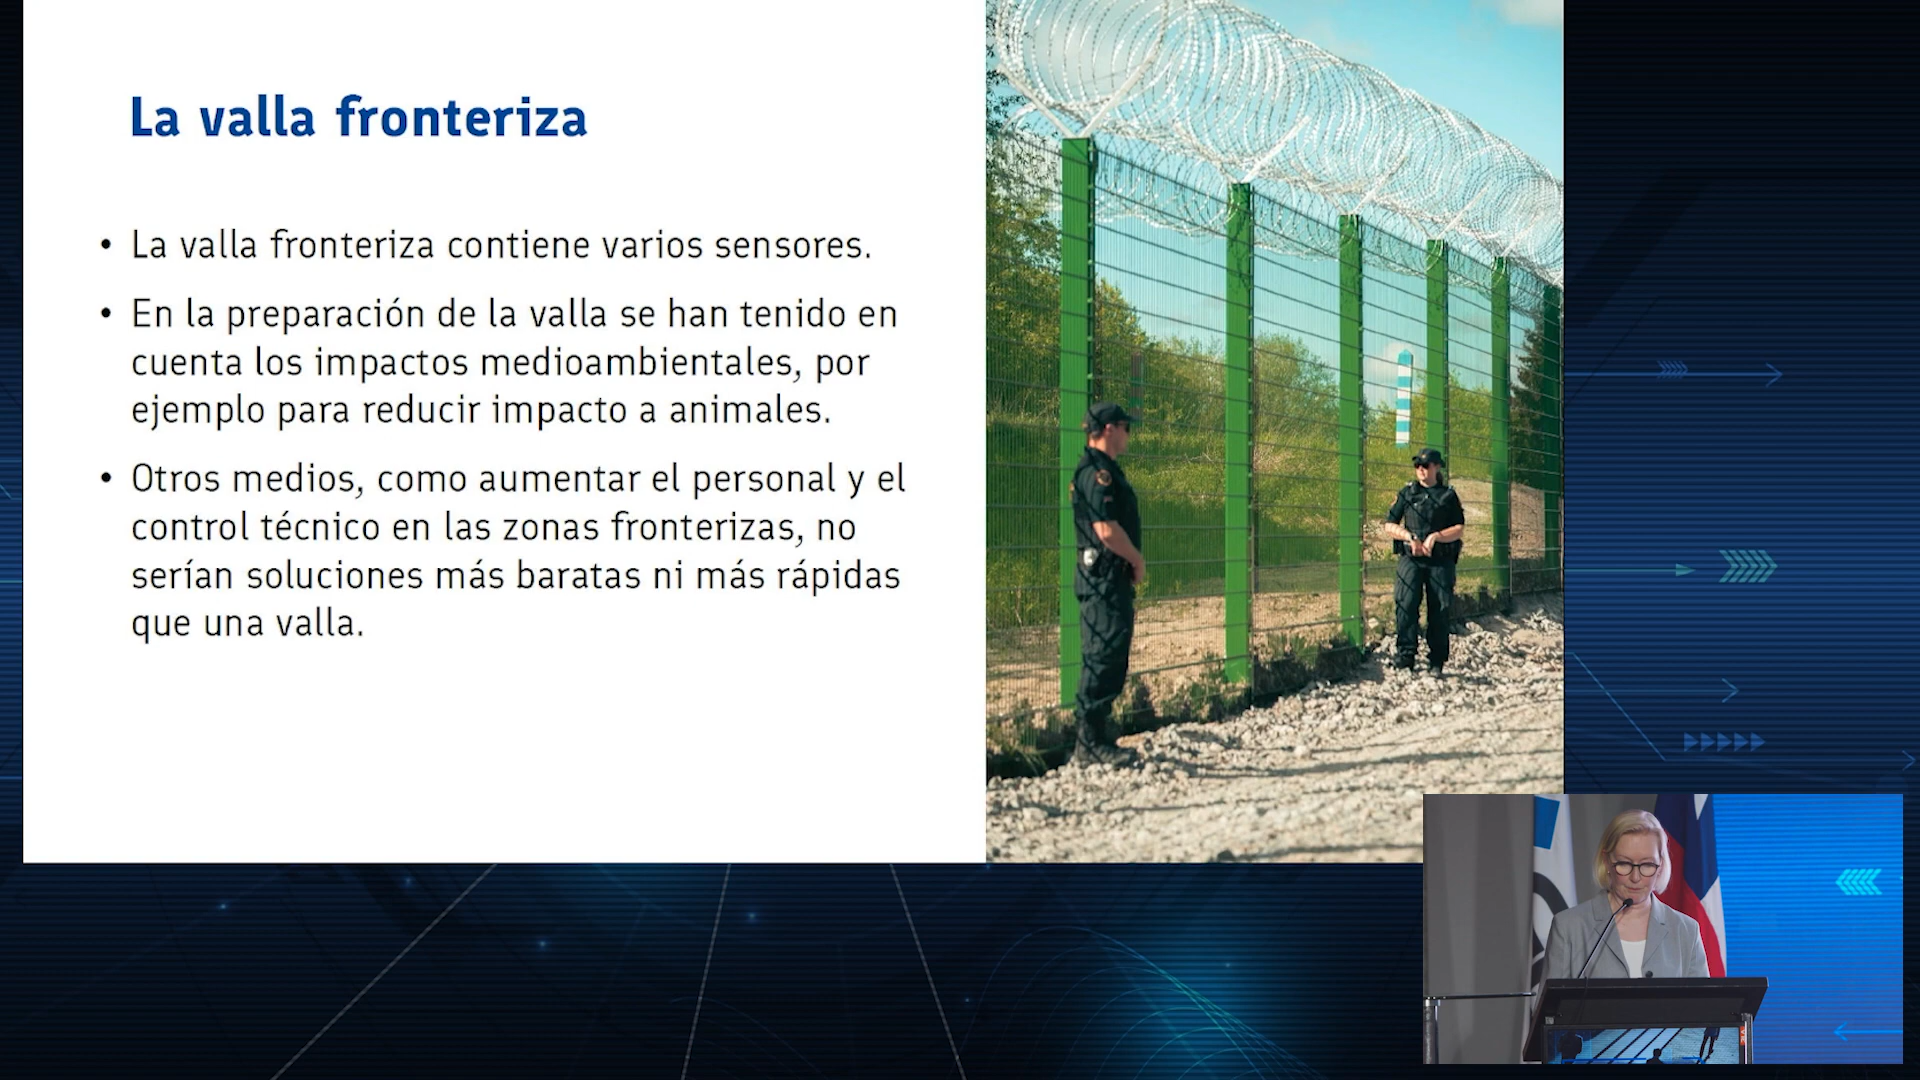 La valla fronteriza
• La valla fronteriza contiene varios sensores.
• En la preparación de la valla se han tenido en
cuenta los impactos medioambientales, por
ejemplo para reducir impacto a animales.
• Otros medios, como aumentar el personal y el
control técnico en las zonas fronterizas, no
serían soluciones más baratas ni más rápidas
que una valla.